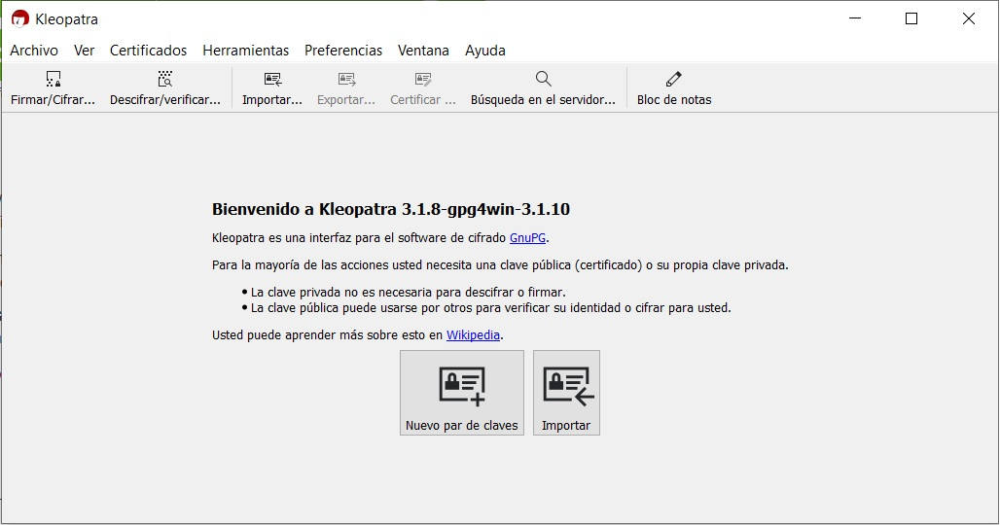 Kleopatra
Archivo Ver Certificados Herramientas Preferencias Ventana Ayuda
Firmar/Cifrar... Descifrar/verificar... Importar... Exportar... Certificar ... Búsqueda en el servidor... Bloc de notas
Bienvenido a Kleopatra 3.1.8-gpg4win-3.1.10
Kleopatra es una interfaz para el software de cifrado GnuPG.
Para la mayoría de las acciones usted necesita una clave pública (certificado) o su propia clave privada.
• La clave privada no es necesaria para descifrar o firmar.
• La clave pública puede usarse por otros para verificar su identidad o cifrar para usted.
Usted puede aprender más sobre esto en Wikipedia.
Nuevo par de claves Importar